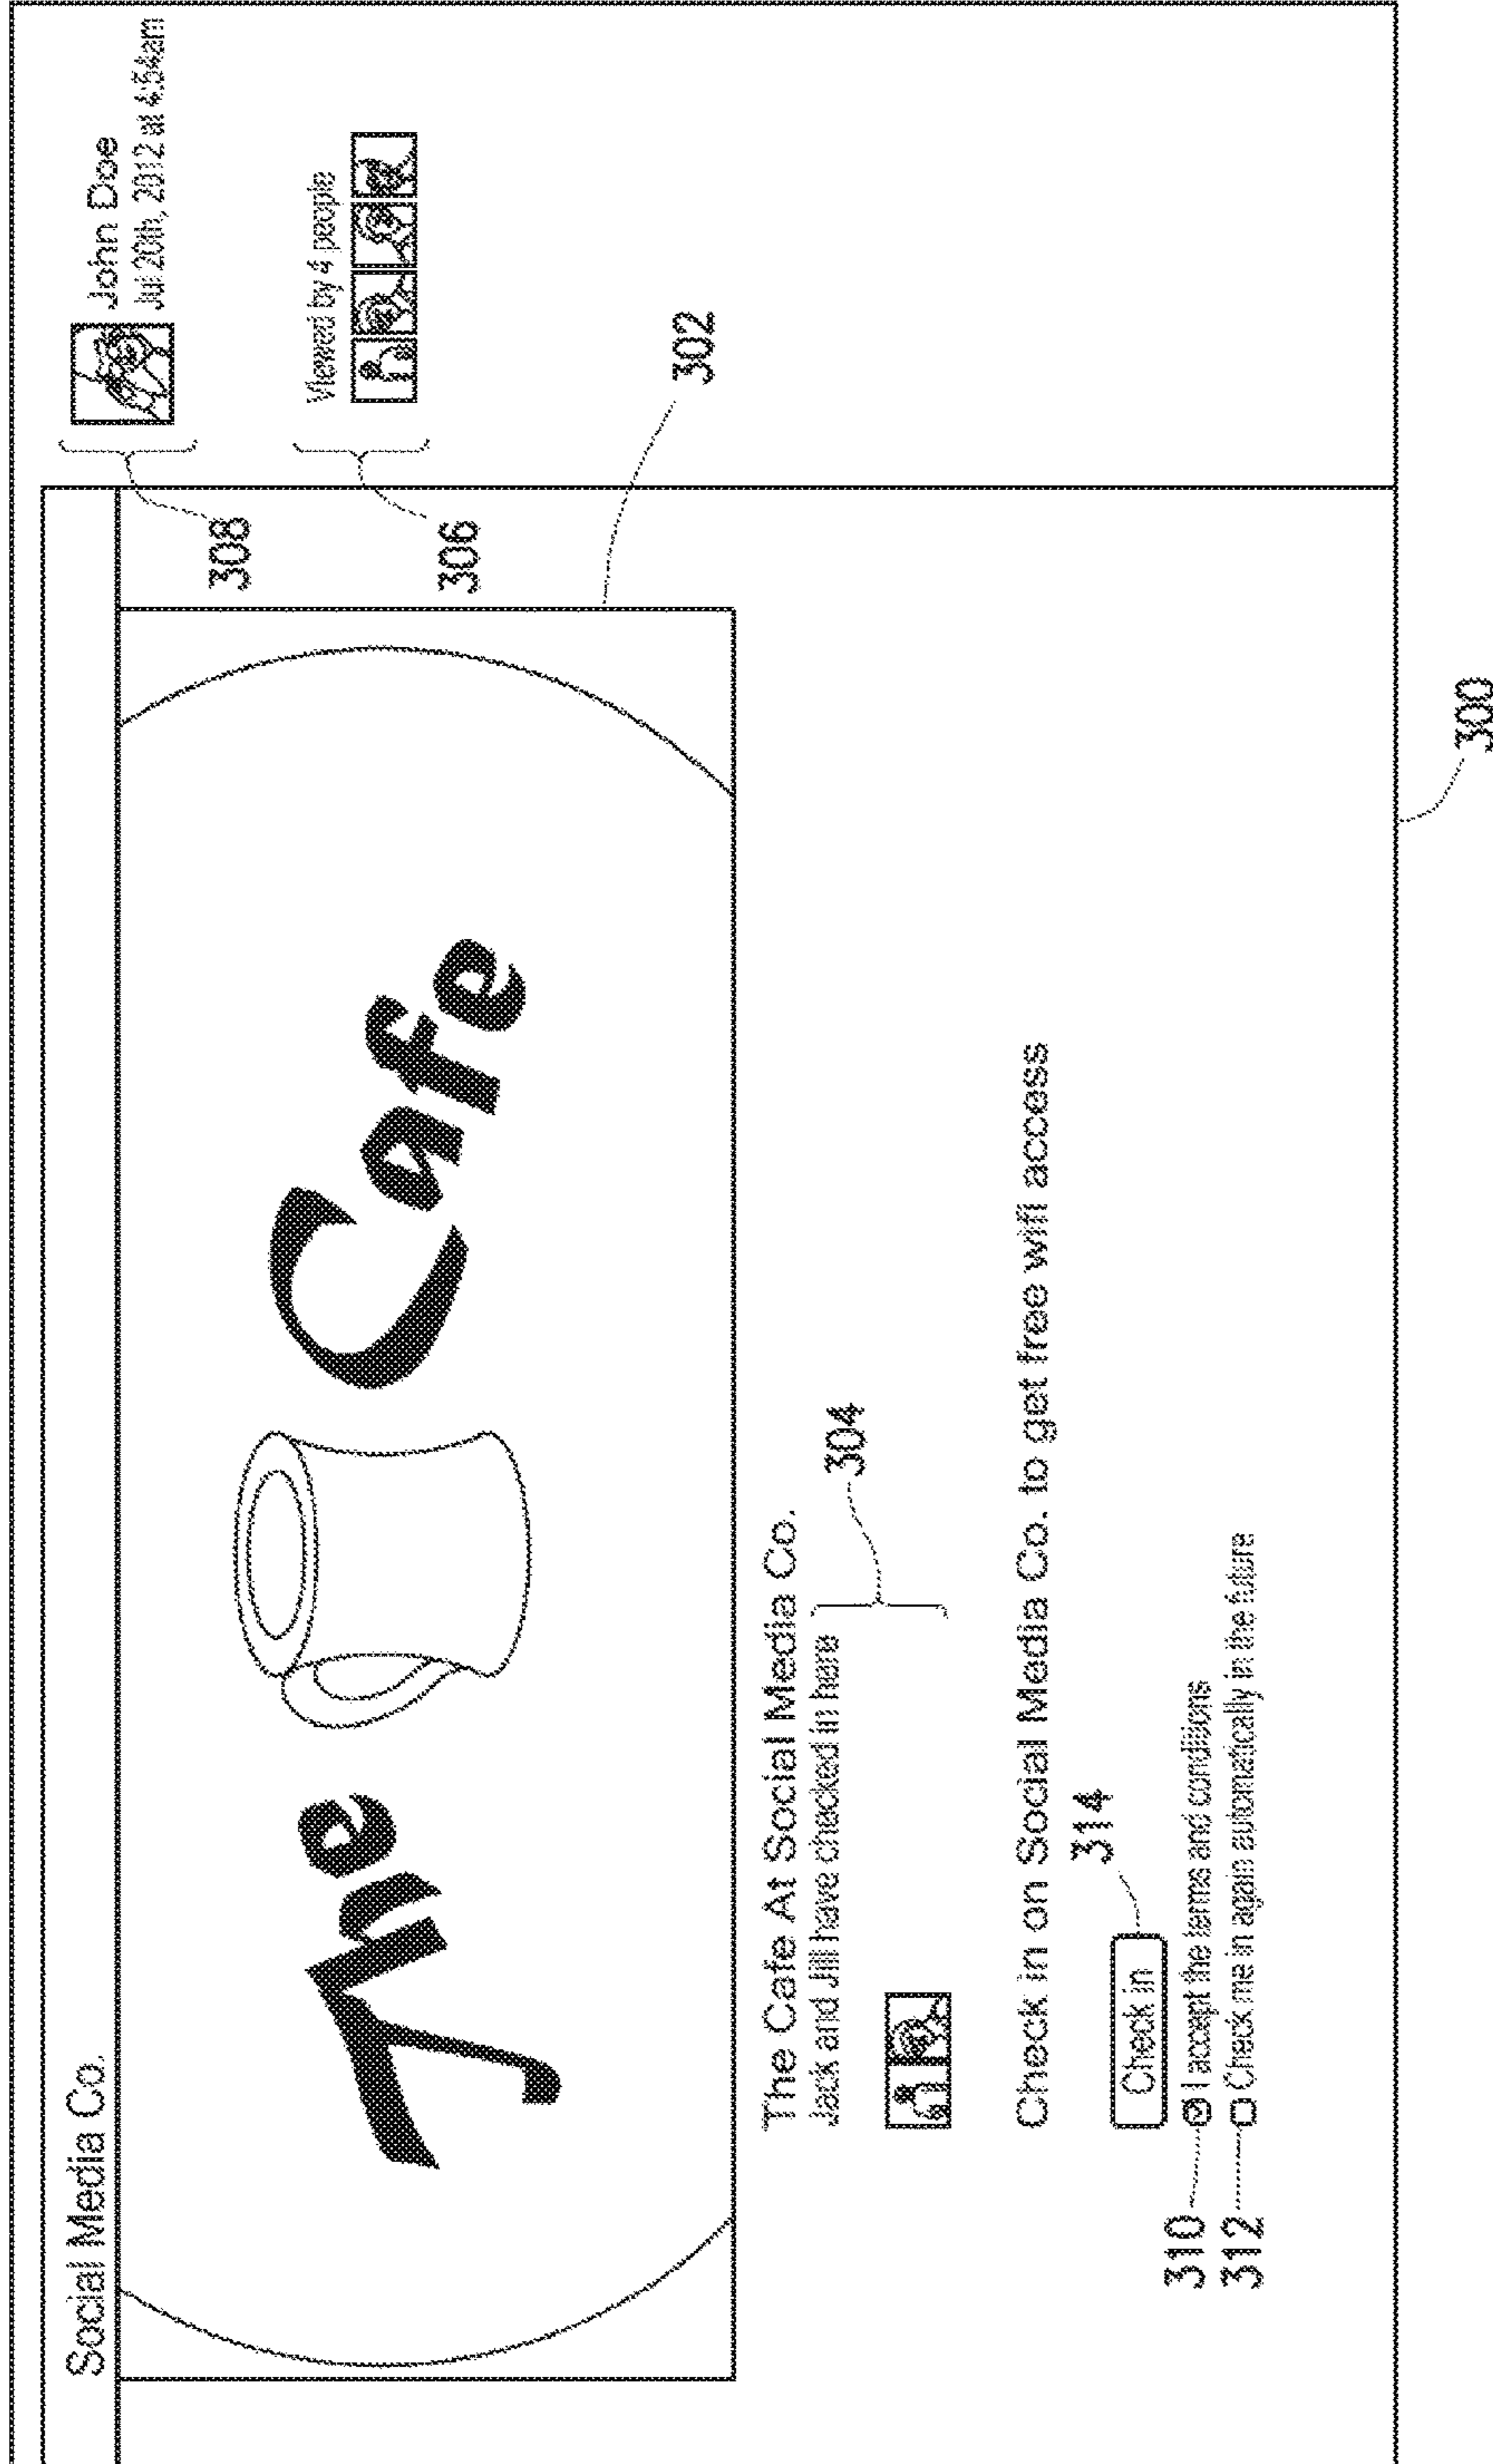 Social Media Co.
The Cafe
308
John Doe
Jul 20th, 2012 at 4:54am
306
Viewed by 4 people
302
The Cafe At Social Media Co.
Jack and Jill have checked in here
304
Check in on Social Media Co. to get free wifi access
314
Check in
310
I accept the terms and conditions
312
Check me in again automatically in the future
300